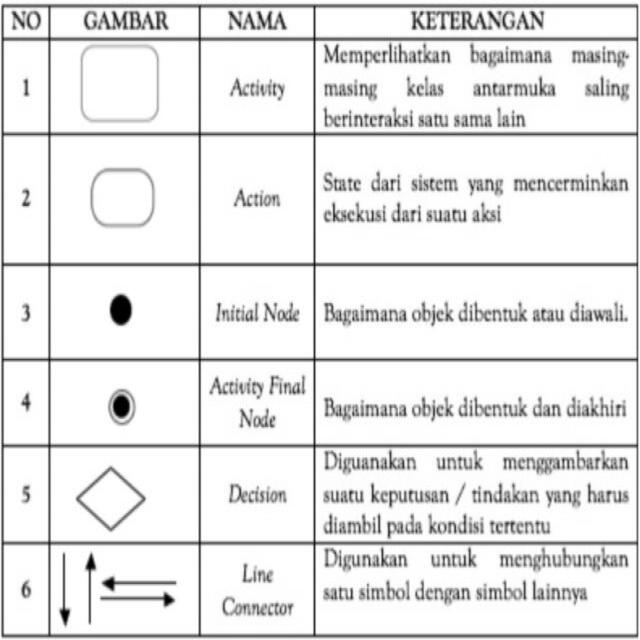 NO GAMBAR NAMA KETERANGAN
1 Activity Memperlihatkan bagaimana masing-
masing kelas antarmuka saling
berinteraksi satu sama lain
2 Action State dari sistem yang mencerminkan
eksekusi dari suatu aksi
3 Initial Node Bagaimana objek dibentuk atau diawali.
4 Activity Final
Node Bagaimana objek dibentuk dan diakhiri
5 Decision Diguanakan untuk menggambarkan
suatu keputusan / tindakan yang harus
diambil pada kondisi tertentu
6 Line
Connector Digunakan untuk menghubungkan
satu simbol dengan simbol lainnya